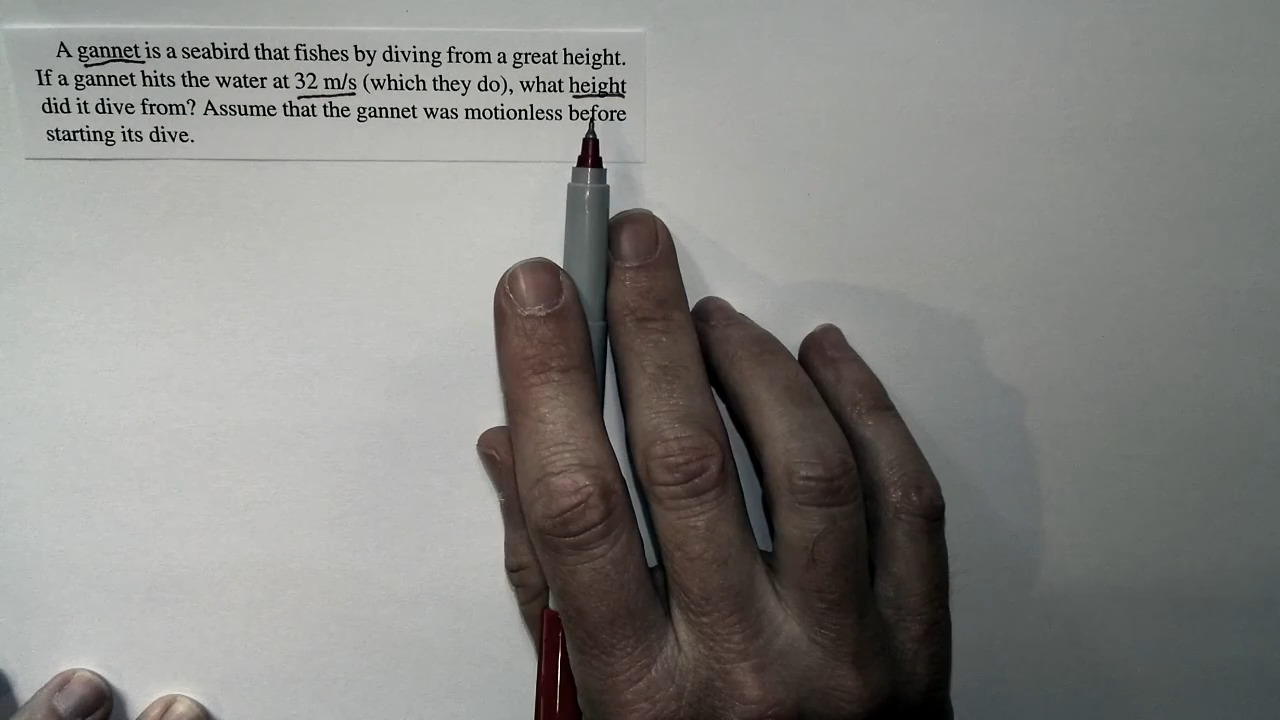 A gannet is a seabird that fishes by diving from a great height.
If a gannet hits the water at 32 m/s (which they do), what height
did it dive from? Assume that the gannet was motionless before
starting its dive.